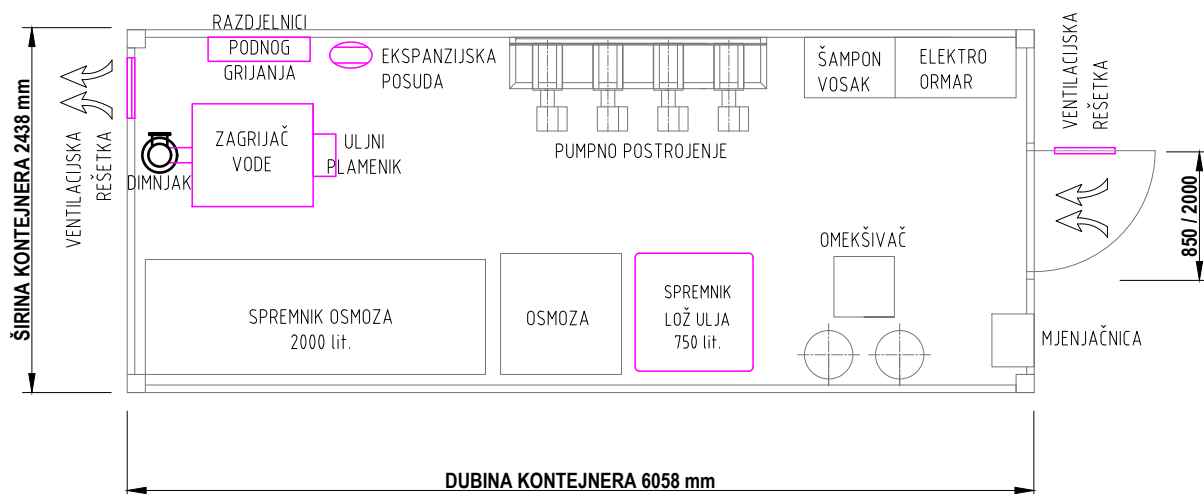 RAZDJELNICI
PODNOG
GRIJANJA
EKSPANZIJSKA
POSUDA
ŠAMPON
VOSAK
ELEKTRO
ORMAR
VENTILACIJSKA
REŠETKA
ŠIRINA KONTEJNERA 2438 mm
VENTILACIJSKA
REŠETKA
ZAGRIJAČ
VODE
ULJNI
PLAMENIK
DIMNJAK
PUMPNO POSTROJENJE
850 / 2000
OMEKŠIVAČ
SPREMNIK OSMOZA
2000 lit.
OSMOZA
SPREMNIK
LOŽ ULJA
750 lit.
MJENJAČNICA
DUBINA KONTEJNERA 6058 mm